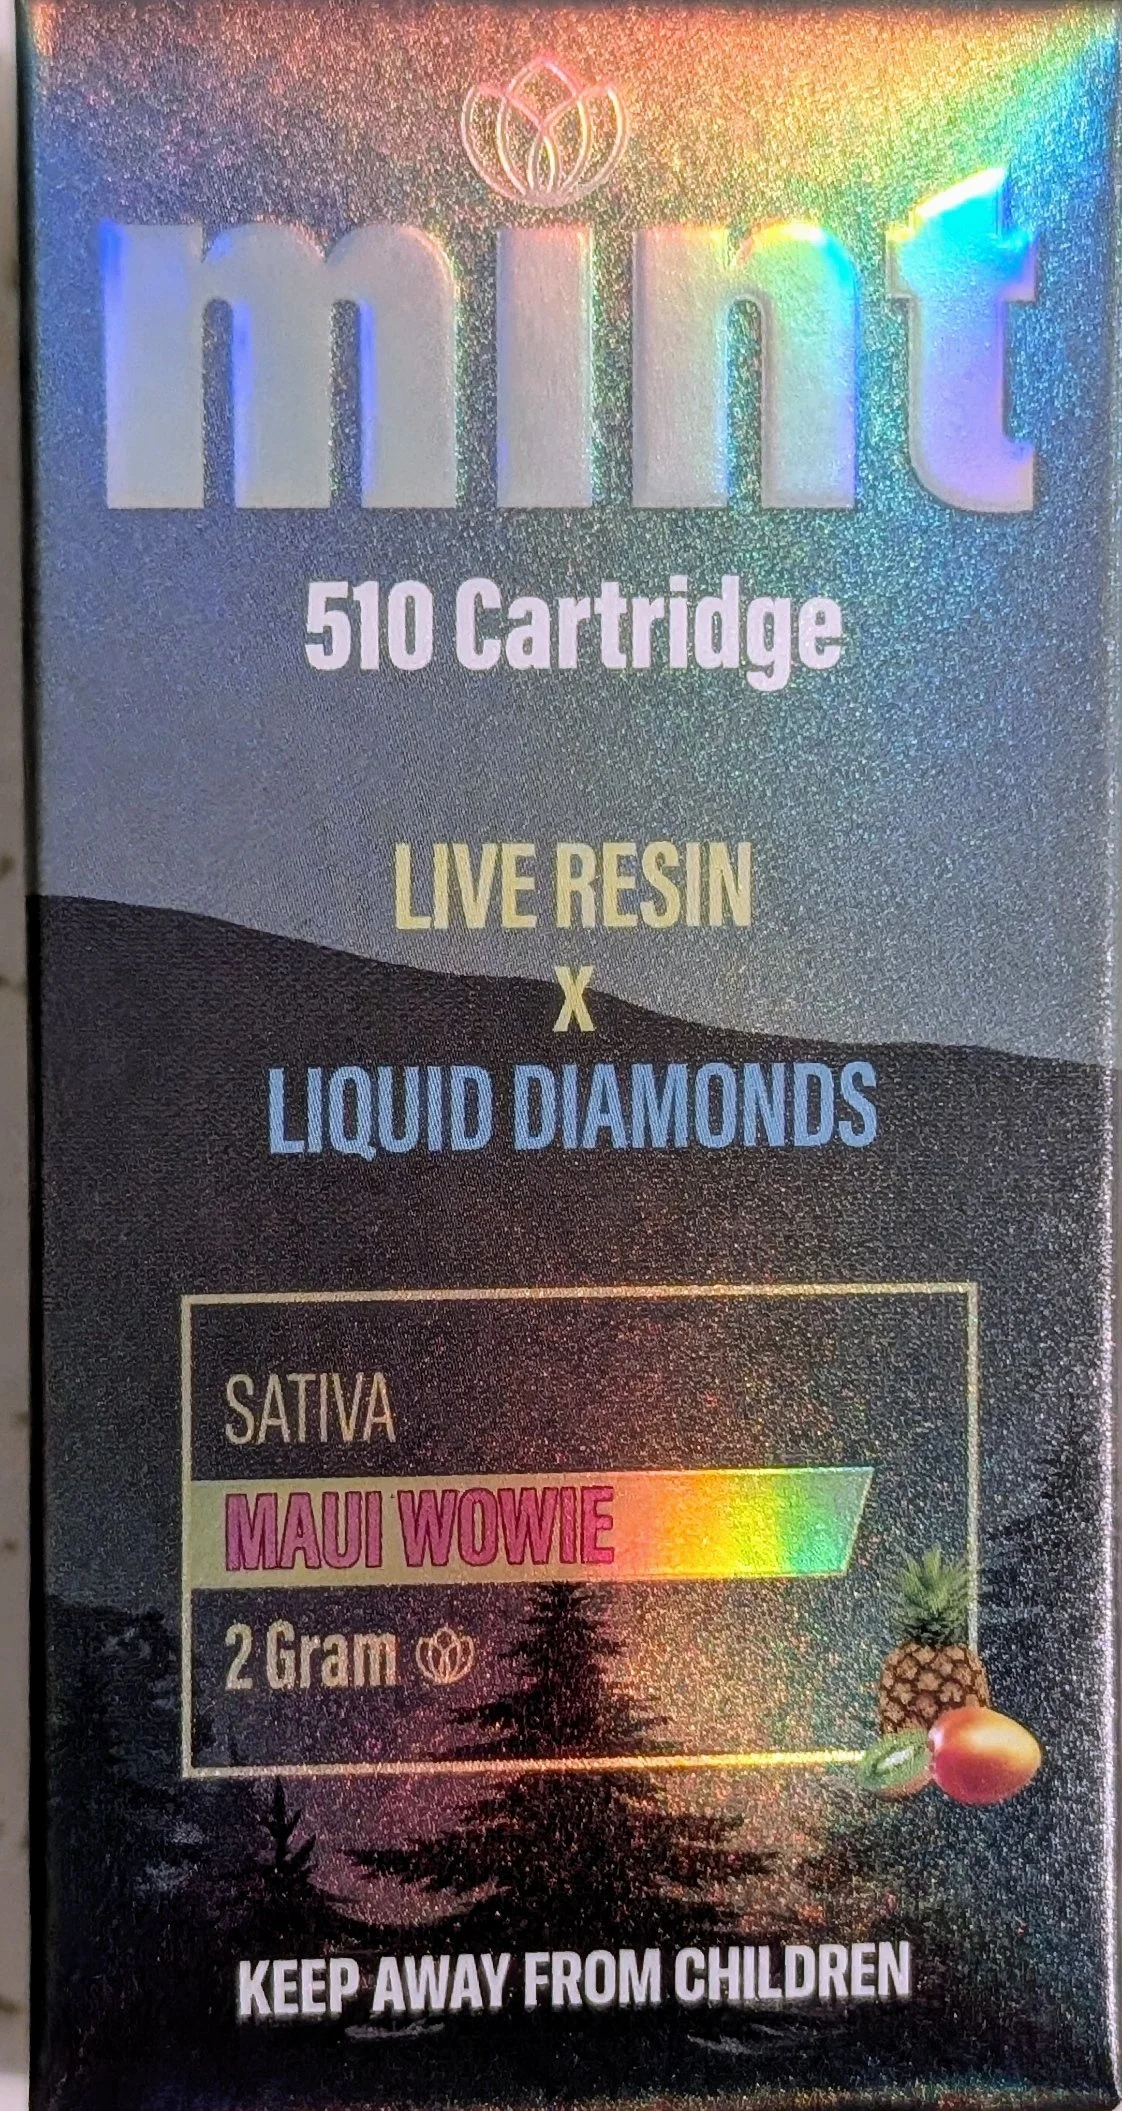 mint
510 Cartridge
LIVE RESIN
X
LIQUID DIAMONDS
SATIVA
MAUI WOWIE
2 Gram
KEEP AWAY FROM CHILDREN